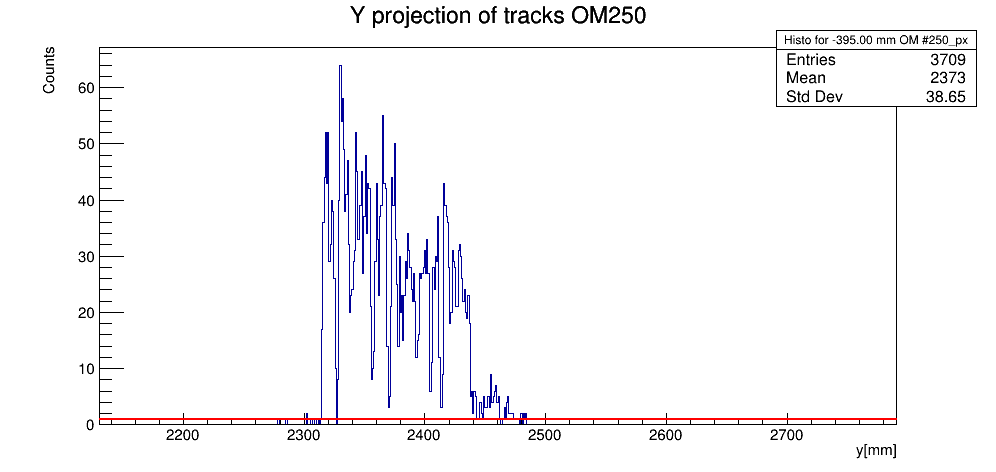 Y projection of tracks OM250
Histo for -395.00 mm OM #250_px
Entries 3709
Mean 2373
Std Dev 38.65
Counts
60
50
40
30
20
10
0
2200 2300 2400 2500 2600 2700
y[mm]